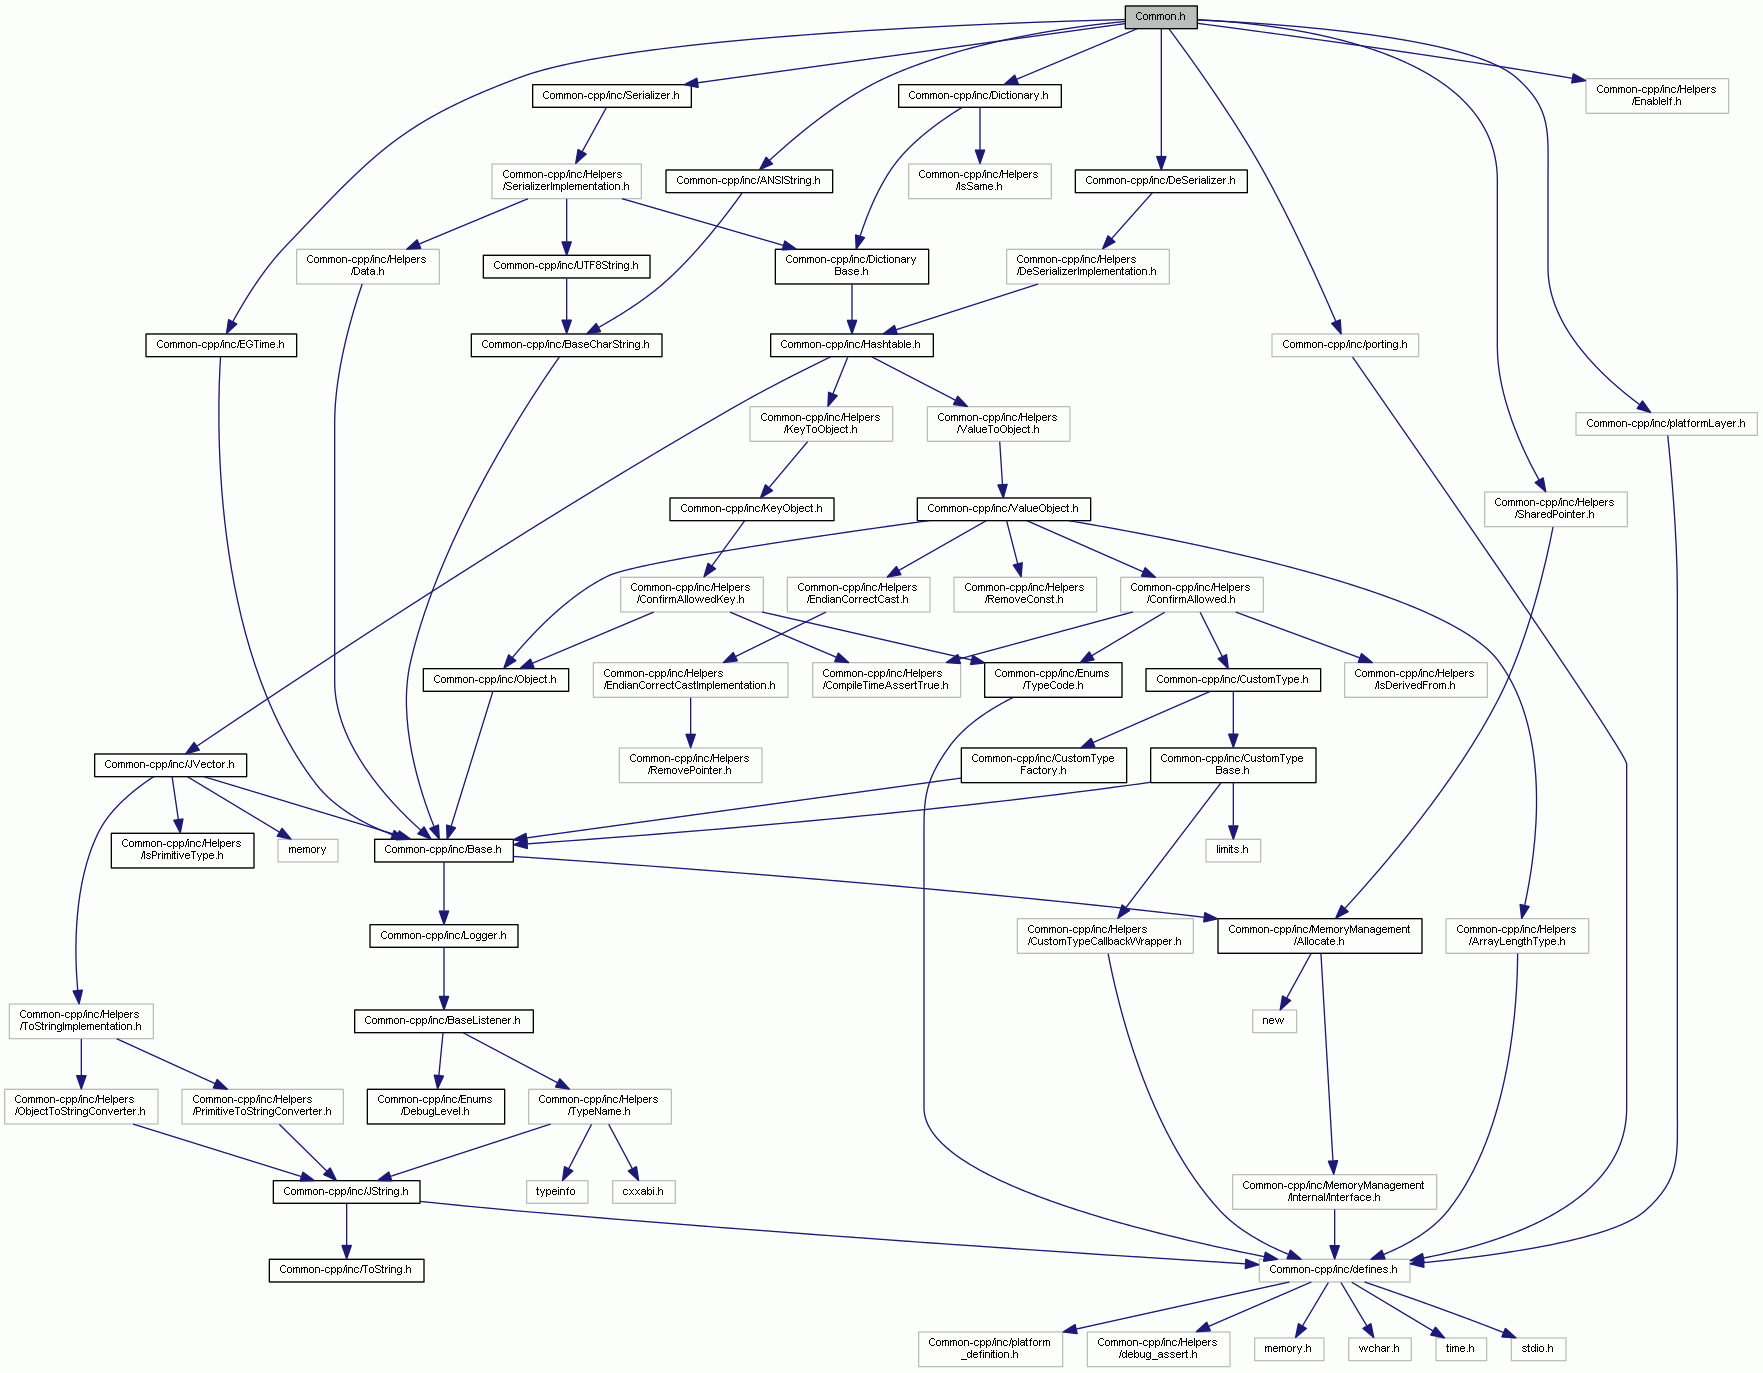 Common.h
Common-cpp/inc/Serializer.h
Common-cpp/inc/Dictionary.h
Common-cpp/inc/Helpers
/EnableIf.h
Common-cpp/inc/Helpers
/SerializerImplementation.h
Common-cpp/inc/ANSIString.h
Common-cpp/inc/Helpers
/IsSame.h
Common-cpp/inc/DeSerializer.h
Common-cpp/inc/Helpers
/Data.h
Common-cpp/inc/UTF8String.h
Common-cpp/inc/Dictionary
Base.h
Common-cpp/inc/Helpers
/DeSerializerImplementation.h
Common-cpp/inc/EGTime.h
Common-cpp/inc/BaseCharString.h
Common-cpp/inc/Hashtable.h
Common-cpp/inc/porting.h
Common-cpp/inc/Helpers
/KeyToObject.h
Common-cpp/inc/Helpers
/ValueToObject.h
Common-cpp/inc/platformLayer.h
Common-cpp/inc/KeyObject.h
Common-cpp/inc/ValueObject.h
Common-cpp/inc/Helpers
/SharedPointer.h
Common-cpp/inc/Helpers
/ConfirmAllowedKey.h
Common-cpp/inc/Helpers
/EndianCorrectCast.h
Common-cpp/inc/Helpers
/RemoveConst.h
Common-cpp/inc/Helpers
/ConfirmAllowed.h
Common-cpp/inc/Object.h
Common-cpp/inc/Helpers
/EndianCorrectCastImplementation.h
Common-cpp/inc/Helpers
/CompileTimeAssertTrue.h
Common-cpp/inc/Enums
/TypeCode.h
Common-cpp/inc/CustomType.h
Common-cpp/inc/Helpers
/IsDerivedFrom.h
Common-cpp/inc/JVector.h
Common-cpp/inc/Helpers
/RemovePointer.h
Common-cpp/inc/CustomType
Factory.h
Common-cpp/inc/CustomType
Base.h
Common-cpp/inc/Helpers
/IsPrimitiveType.h
memory
Common-cpp/inc/Base.h
limits.h
Common-cpp/inc/Logger.h
Common-cpp/inc/Helpers
/CustomTypeCallbackWrapper.h
Common-cpp/inc/MemoryManagement
/Allocate.h
Common-cpp/inc/Helpers
/ArrayLengthType.h
Common-cpp/inc/Helpers
/ToStringImplementation.h
Common-cpp/inc/BaseListener.h
new
Common-cpp/inc/Helpers
/ObjectToStringConverter.h
Common-cpp/inc/Helpers
/PrimitiveToStringConverter.h
Common-cpp/inc/Enums
/DebugLevel.h
Common-cpp/inc/Helpers
/TypeName.h
Common-cpp/inc/JString.h
typeinfo
cxxabi.h
Common-cpp/inc/MemoryManagement
/Internal/Interface.h
Common-cpp/inc/ToString.h
Common-cpp/inc/defines.h
Common-cpp/inc/platform
_definition.h
Common-cpp/inc/Helpers
/debug_assert.h
memory.h
wchar.h
time.h
stdio.h